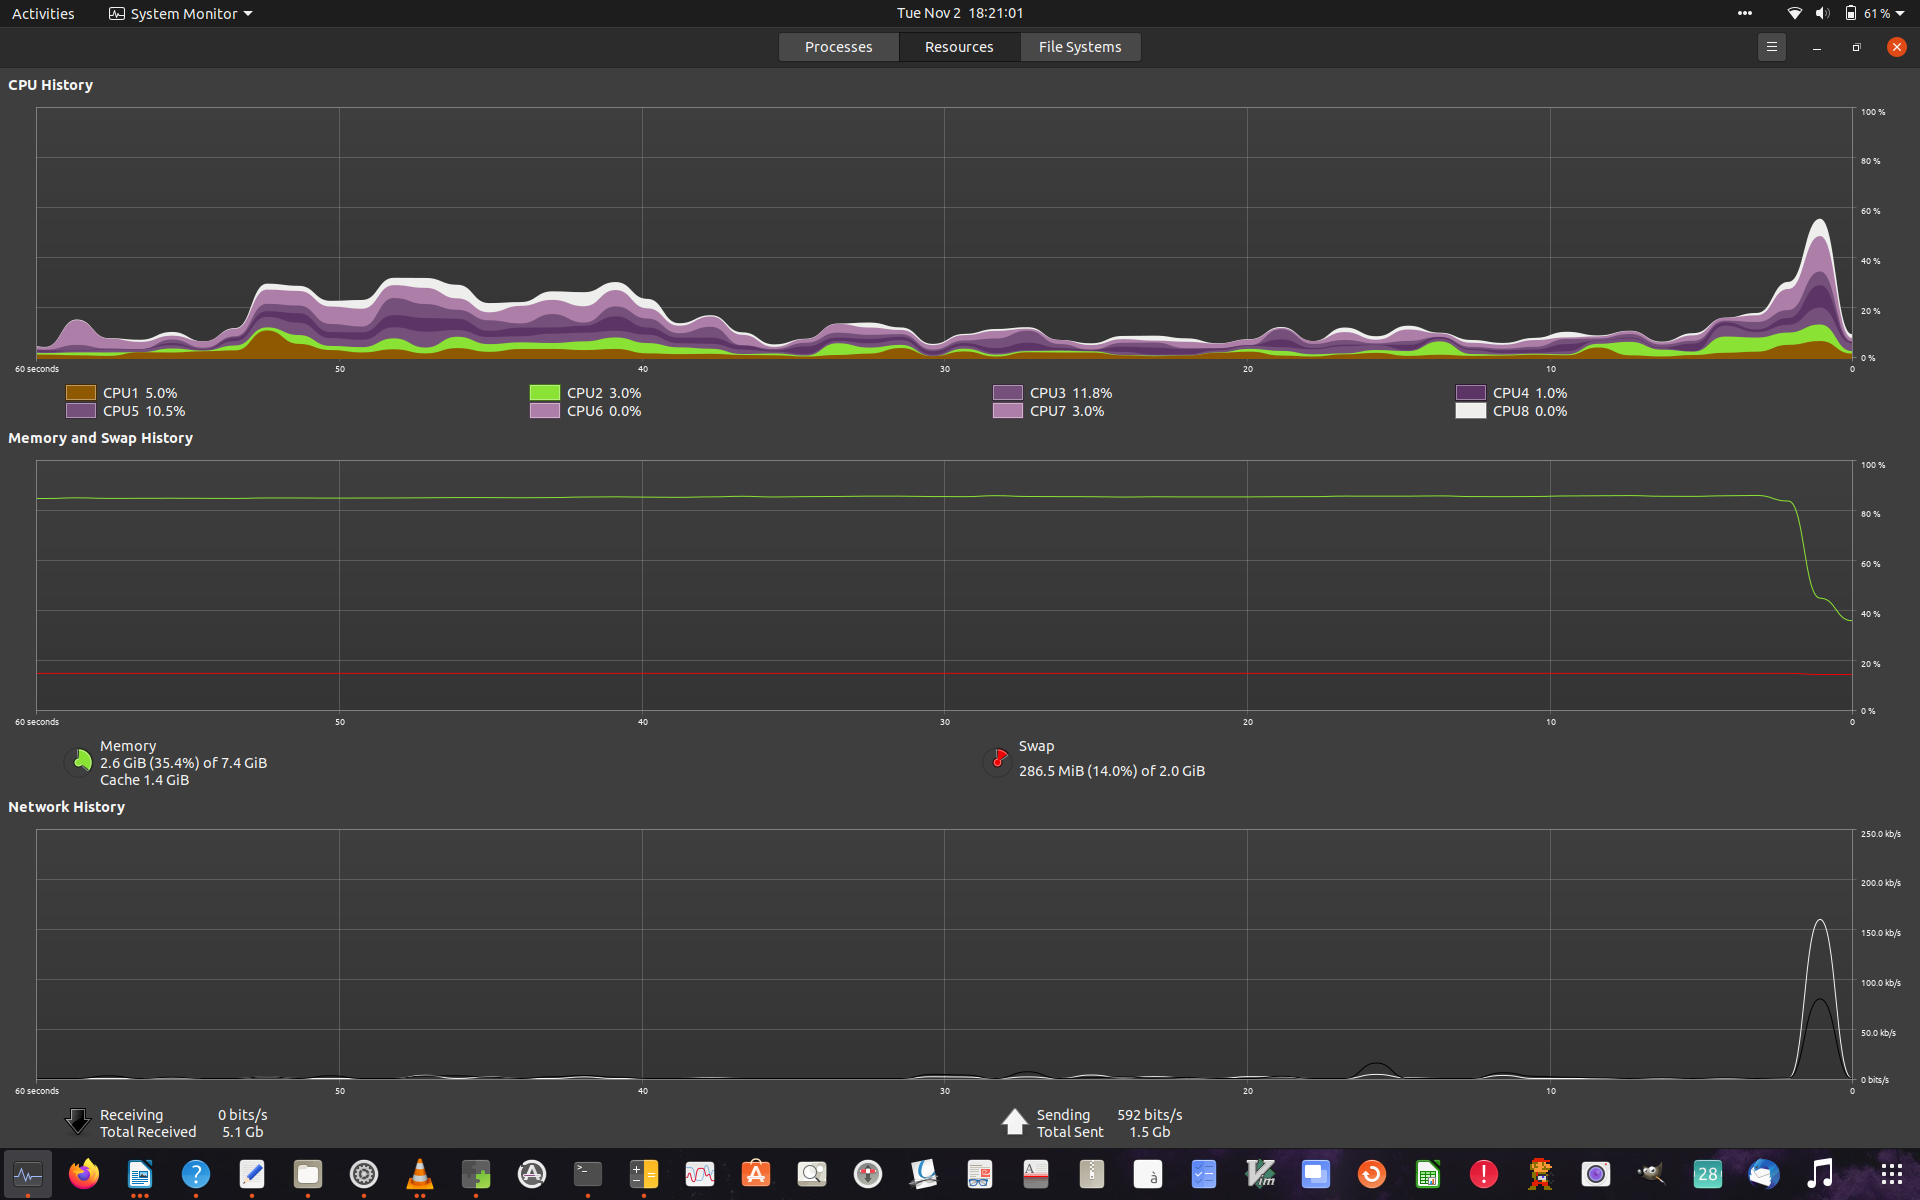 Activities System Monitor Tue Nov 2 18:21:01 61 %
Processes Resources File Systems
CPU History
100 %
80 %
60 %
40 %
20 %
0 %
60 seconds 50 40 30 20 10 0
CPU1 5.0% CPU2 3.0% CPU3 11.8% CPU4 1.0%
CPU5 10.5% CPU6 0.0% CPU7 3.0% CPU8 0.0%
Memory and Swap History
100 %
80 %
60 %
40 %
20 %
0 %
60 seconds 50 40 30 20 10 0
Memory
2.6 GiB (35.4%) of 7.4 GiB
Cache 1.4 GiB
Swap
286.5 MiB (14.0%) of 2.0 GiB
Network History
250.0 kb/s
200.0 kb/s
150.0 kb/s
100.0 kb/s
50.0 kb/s
0 bits/s
60 seconds 50 40 30 20 10 0
Receiving 0 bits/s Sending 592 bits/s
Total Received 5.1 Gb Total Sent 1.5 Gb
? >_ A à Vim ! 28